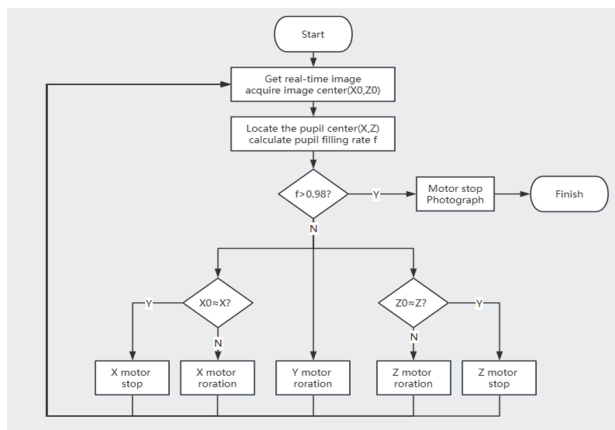 Start
Get real-time image
acquire image center(X0,Z0)
Locate the pupil center(X,Z)
calculate pupil filling rate f
f>0.98?
Y
Motor stop
Photograph
Finish
N
X0≈X?
Z0≈Z?
Y
Y
N
N
X motor
stop
X motor
roration
Y motor
roration
Z motor
roration
Z motor
stop